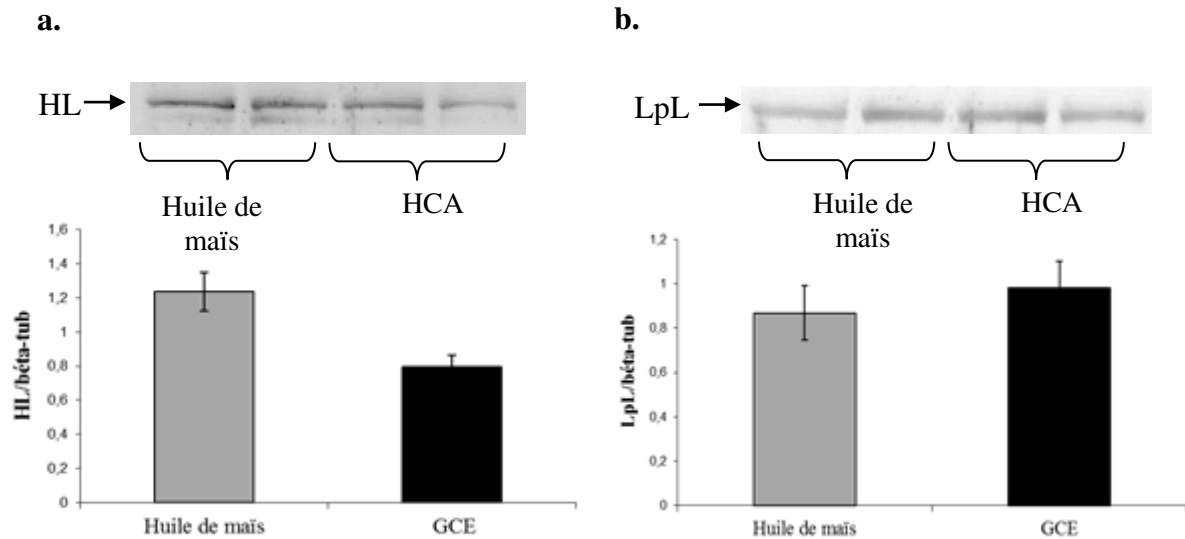 a.
HL
Huile de
maïs
HCA
1,6
1,4
1,2
1
0,8
0,6
0,4
0,2
0
HL/béta-tub
Huile de maïs
GCE
b.
LpL
Huile de
maïs
HCA
1,2
1
0,8
0,6
0,4
0,2
0
LpL/béta-tub
Huile de maïs
GCE